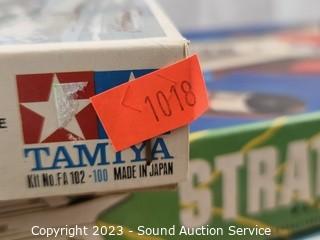 1018
E
TAMIYA
Kit No.FA 102 -100 MADE IN JAPAN
STRAT
Copyright © 2023 - Sound Auction Service